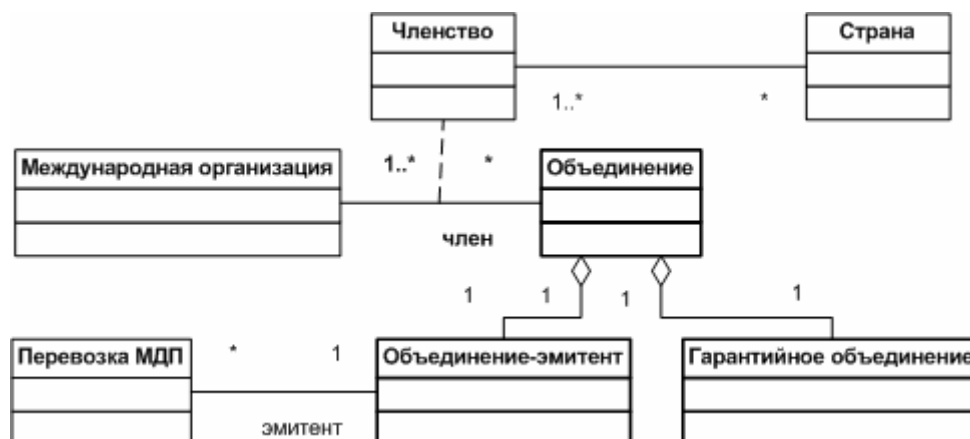 Членство
Страна
1..*
*
Международная организация
1..*
*
Объединение
член
1
1
1
1
Перевозка МДП
*
1
Объединение-эмитент
Гарантийное объединение
эмитент